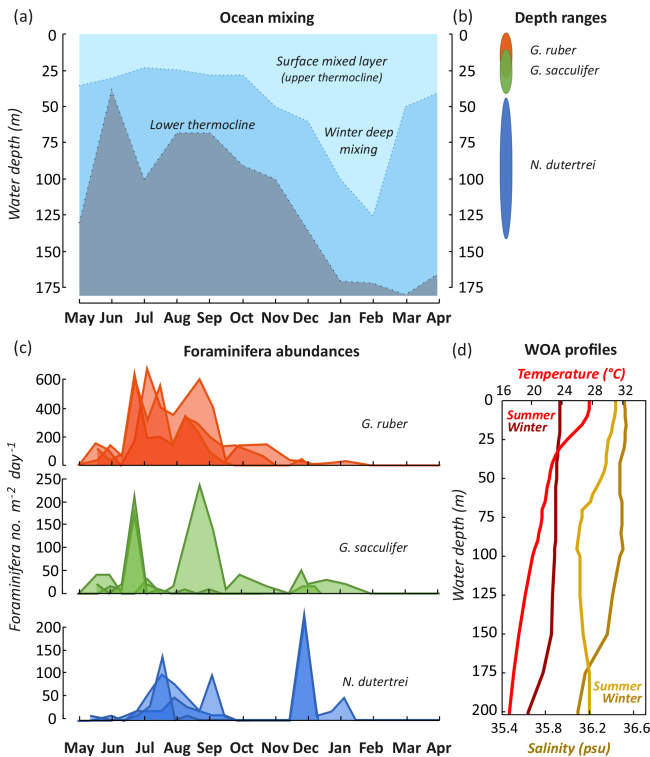 (a) Ocean mixing
0
25
50
75
100
125
150
175
Water depth (m)
Surface mixed layer
(upper thermocline)
Lower thermocline
Winter deep
mixing
May Jun Jul Aug Sep Oct Nov Dec Jan Feb Mar Apr
(b) Depth ranges
0
25
50
75
100
125
150
175
G. ruber
G. sacculifer
N. dutertrei
(c) Foraminifera abundances
Foraminifera no. m-2 day-1
600
400
200
0
G. ruber
250
200
150
100
50
0
G. sacculifer
200
150
100
50
0
N. dutertrei
May Jun Jul Aug Sep Oct Nov Dec Jan Feb Mar Apr
(d) WOA profiles
Temperature (°C)
16 20 24 28 32
0
25
50
75
100
125
150
175
200
Water depth (m)
Summer
Winter
Summer
Winter
35.4 35.8 36.2 36.6
Salinity (psu)